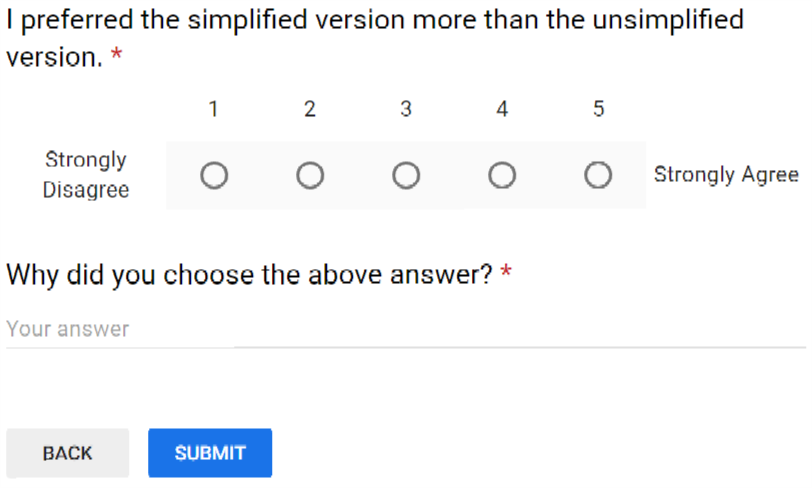 I preferred the simplified version more than the unsimplified
version. *
1 2 3 4 5
Strongly
Disagree
Strongly Agree
Why did you choose the above answer? *
Your answer
BACK SUBMIT